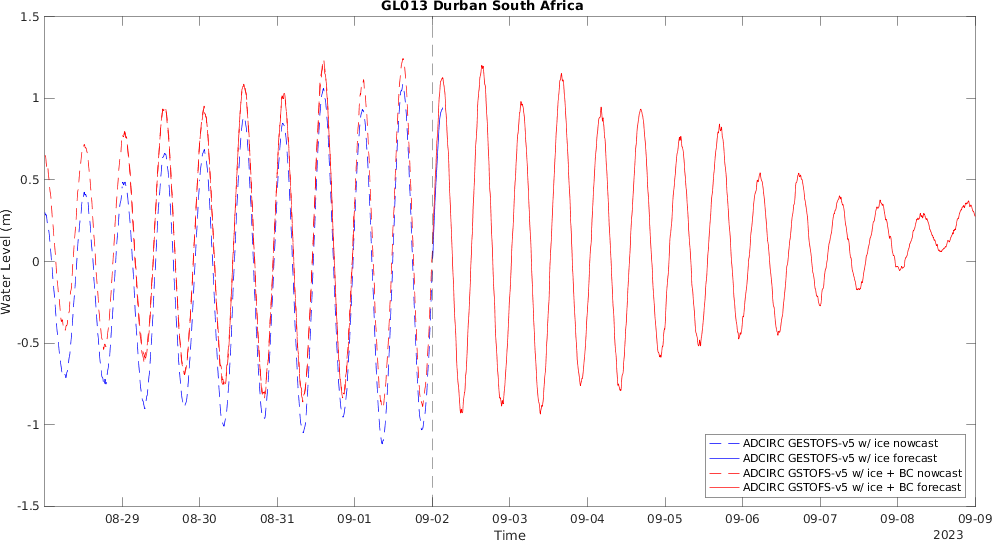 GL013 Durban South Africa
1.5
1
0.5
0
-0.5
-1
-1.5
Water Level (m)
08-29 08-30 08-31 09-01 09-02 09-03 09-04 09-05 09-06 09-07 09-08 09-09
Time
2023
ADCIRC GESTOFS-v5 w/ ice nowcast
ADCIRC GESTOFS-v5 w/ ice forecast
ADCIRC GSTOFS-v5 w/ ice + BC nowcast
ADCIRC GSTOFS-v5 w/ ice + BC forecast